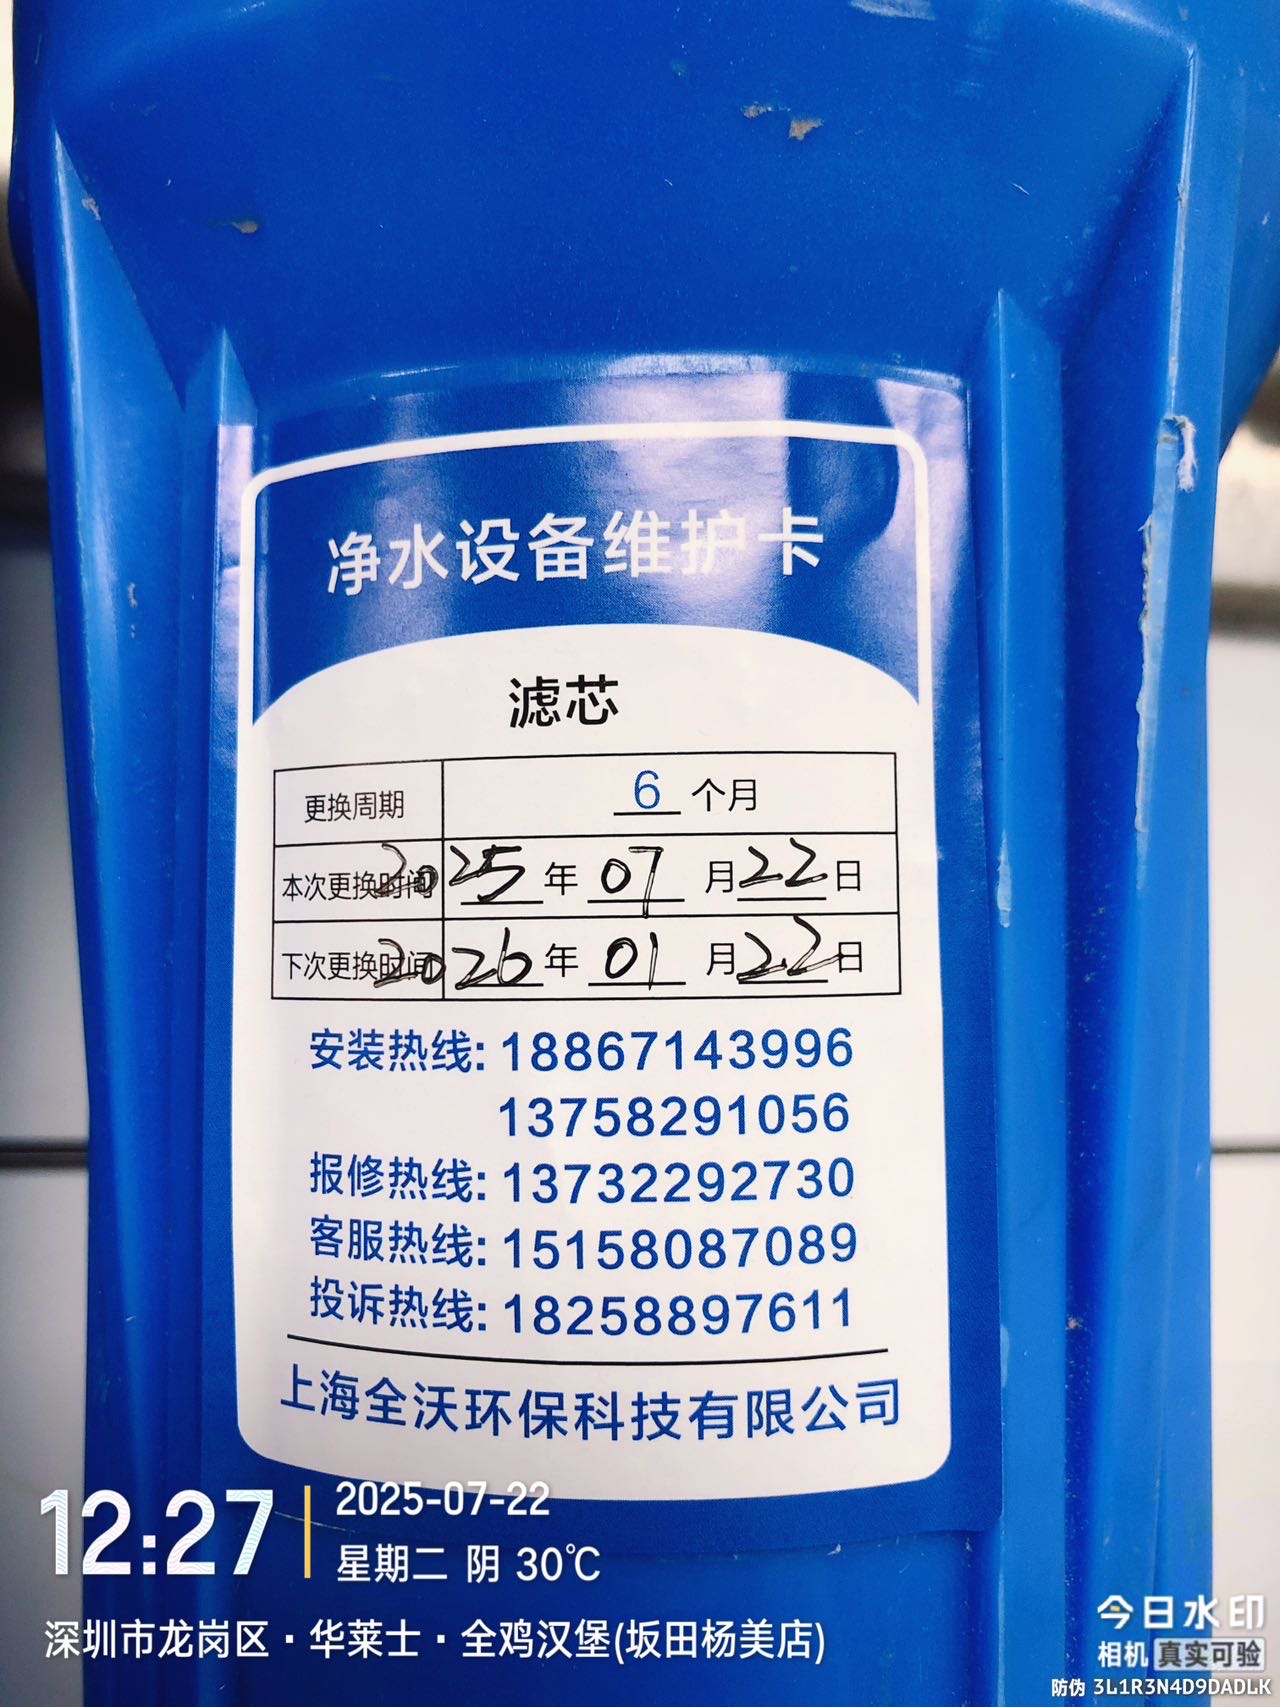 净水设备维护卡
滤芯
更换周期 6 个月
本次更换时间 2025 年 07 月 22 日
下次更换时间 2026 年 01 月 22 日
安装热线: 18867143996
13758291056
报修热线: 13732292730
客服热线: 15158087089
投诉热线: 18258897611
上海全沃环保科技有限公司
12:27
2025-07-22
星期二 阴 30℃
深圳市龙岗区·华莱士·全鸡汉堡(坂田杨美店)
今日水印
相机 真实可验
防伪 3L1R3N4D9DADLK